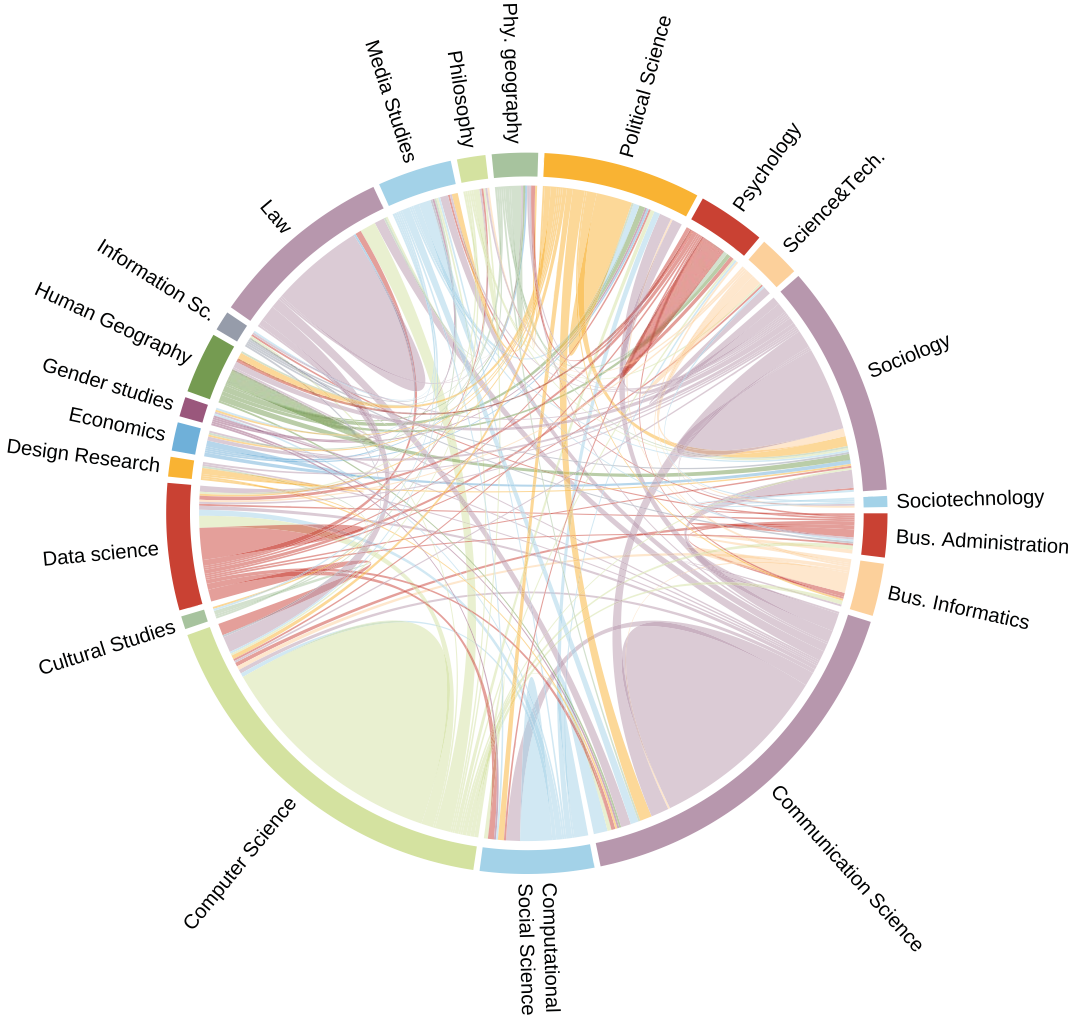 Phy. geography
Political Science
Psychology
Science&Tech.
Sociology
Sociotechnology
Bus. Administration
Bus. Informatics
Communication Science
Computational
Social Science
Computer Science
Cultural Studies
Data science
Design Research
Economics
Gender studies
Human Geography
Information Sc.
Law
Media Studies
Philosophy